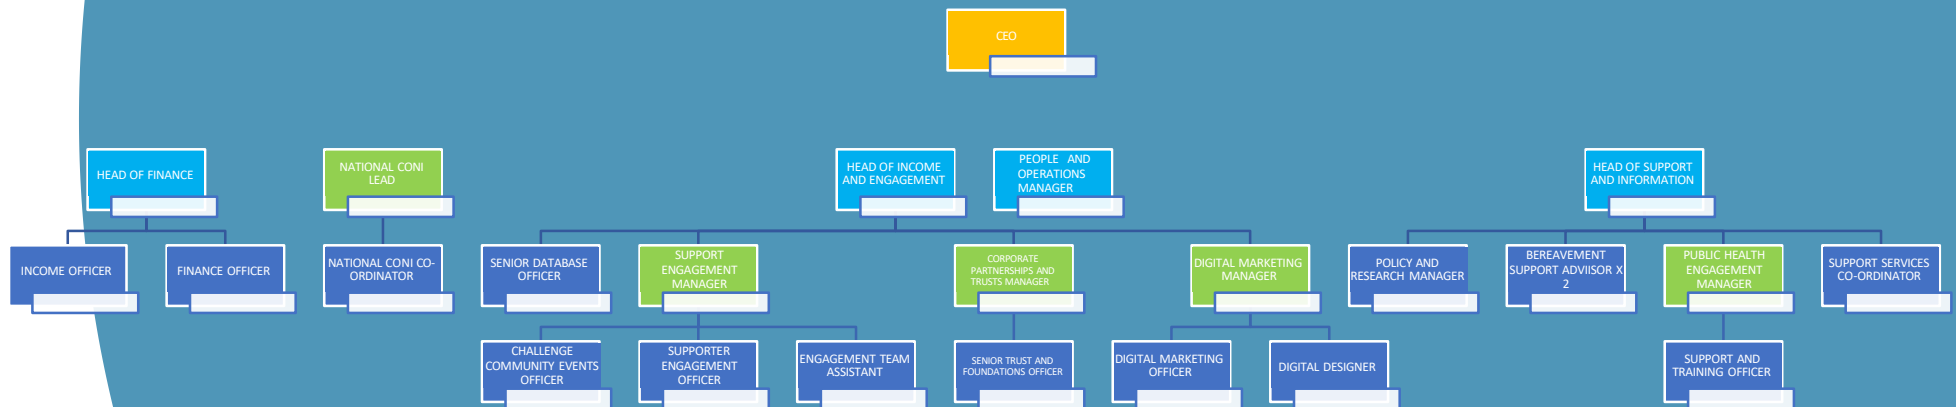 CEO
HEAD OF FINANCE
NATIONAL CONI
LEAD
HEAD OF INCOME
AND ENGAGEMENT
PEOPLE AND
OPERATIONS
MANAGER
HEAD OF SUPPORT
AND INFORMATION
INCOME OFFICER
FINANCE OFFICER
NATIONAL CONI CO-
ORDINATOR
SENIOR DATABASE
OFFICER
SUPPORT
ENGAGEMENT
MANAGER
CORPORATE
PARTNERSHIPS AND
TRUSTS MANAGER
DIGITAL MARKETING
MANAGER
POLICY AND
RESEARCH MANAGER
BEREAVEMENT
SUPPORT ADVIISOR X
2
PUBLIC HEALTH
ENGAGEMENT
MANAGER
SUPPORT SERVICES
CO-ORDINATOR
CHALLENGE
COMMUNITY EVENTS
OFFICER
SUPPORTER
ENGAGEMENT
OFFICER
ENGAGEMENT TEAM
ASSISTANT
SENIOR TRUST AND
FOUNDATIONS OFFICER
DIGITAL MARKETING
OFFICER
DIGITAL DESIGNER
SUPPORT AND
TRAINING OFFICER